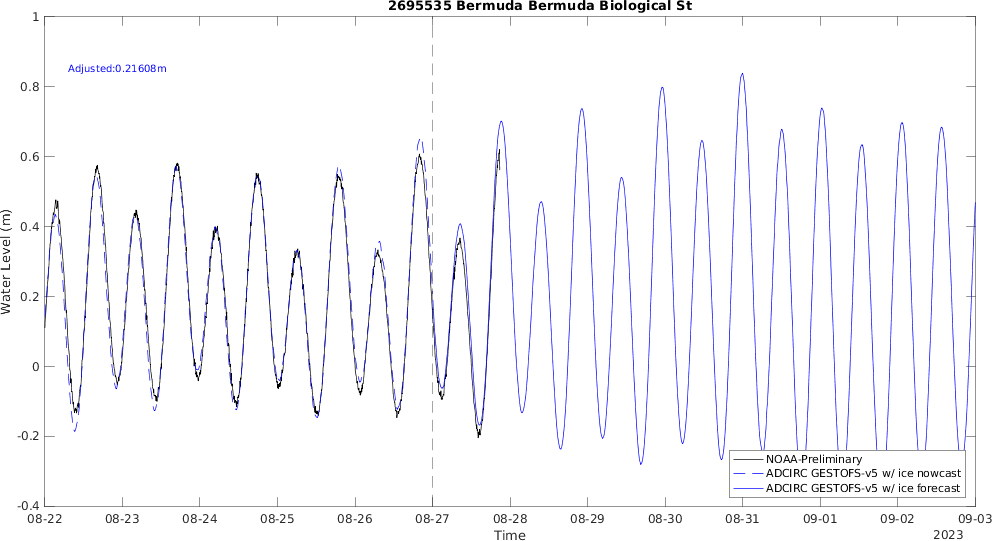 2695535 Bermuda Bermuda Biological St
Adjusted:0.21608m
Water Level (m)
1
0.8
0.6
0.4
0.2
0
-0.2
-0.4
NOAA-Preliminary
ADCIRC GESTOFS-v5 w/ ice nowcast
ADCIRC GESTOFS-v5 w/ ice forecast
08-22 08-23 08-24 08-25 08-26 08-27 08-28 08-29 08-30 08-31 09-01 09-02 09-03
Time
2023